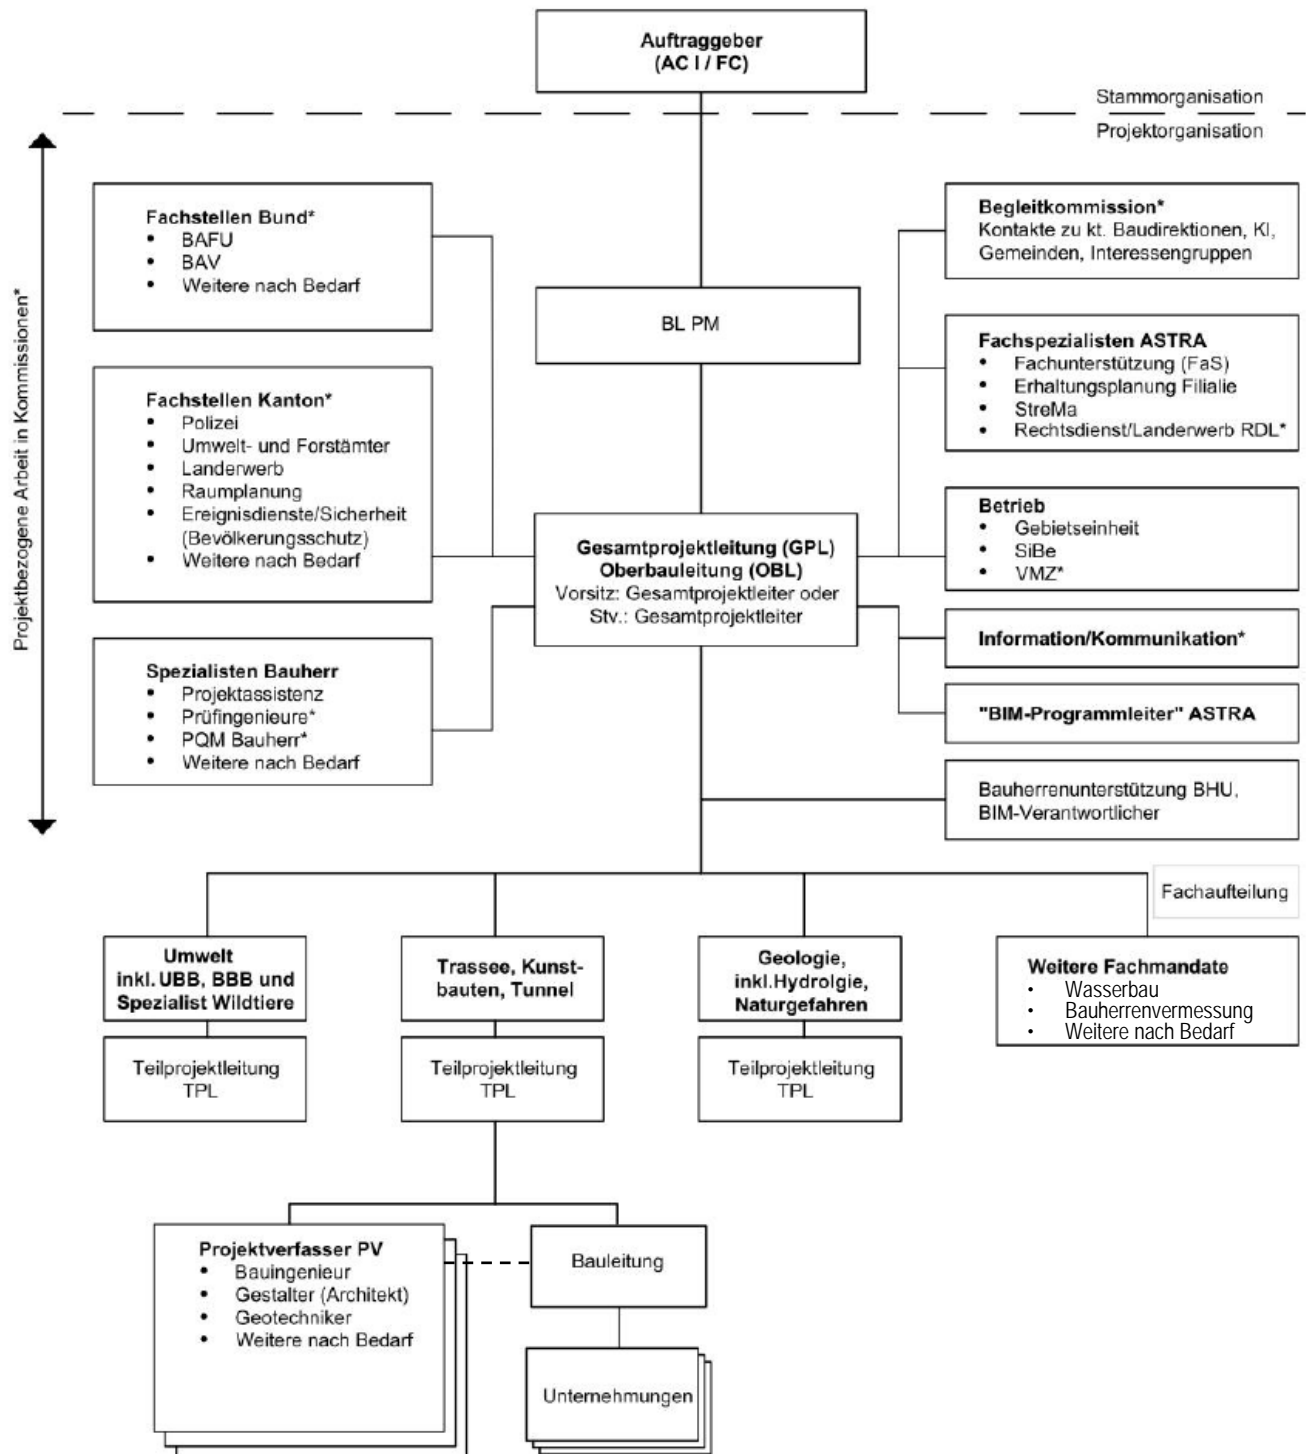 Auftraggeber
(AC I / FC)
Stammorganisation
Projektorganisation
Projektbezogene Arbeit in Kommissionen*
Fachstellen Bund*
• BAFU
• BAV
• Weitere nach Bedarf
Begleitkommission*
Kontakte zu kt. Baudirektionen, KI,
Gemeinden, Interessengruppen
BL PM
Fachspezialisten ASTRA
• Fachunterstützung (FaS)
• Erhaltungsplanung Filialie
• StreMa
• Rechtsdienst/Landerwerb RDL*
Fachstellen Kanton*
• Polizei
• Umwelt- und Forstämter
• Landerwerb
• Raumplanung
• Ereignisdienste/Sicherheit
(Bevölkerungsschutz)
• Weitere nach Bedarf
Betrieb
• Gebietseinheit
• SiBe
• VMZ*
Gesamtprojektleitung (GPL)
Oberbauleitung (OBL)
Vorsitz: Gesamtprojektleiter oder
Stv.: Gesamtprojektleiter
Information/Kommunikation*
Spezialisten Bauherr
• Projektassistenz
• Prüfingenieure*
• PQM Bauherr*
• Weitere nach Bedarf
"BIM-Programmleiter" ASTRA
Bauherrenunterstützung BHU,
BIM-Verantwortlicher
Fachaufteilung
Umwelt
inkl. UBB, BBB und
Spezialist Wildtiere
Trassee, Kunst-
bauten, Tunnel
Geologie,
inkl.Hydrolgie,
Naturgefahren
Weitere Fachmandate
• Wasserbau
• Bauherrenvermessung
• Weitere nach Bedarf
Teilprojektleitung
TPL
Teilprojektleitung
TPL
Teilprojektleitung
TPL
Projektverfasser PV
• Bauingenieur
• Gestalter (Architekt)
• Geotechniker
• Weitere nach Bedarf
Bauleitung
Unternehmungen